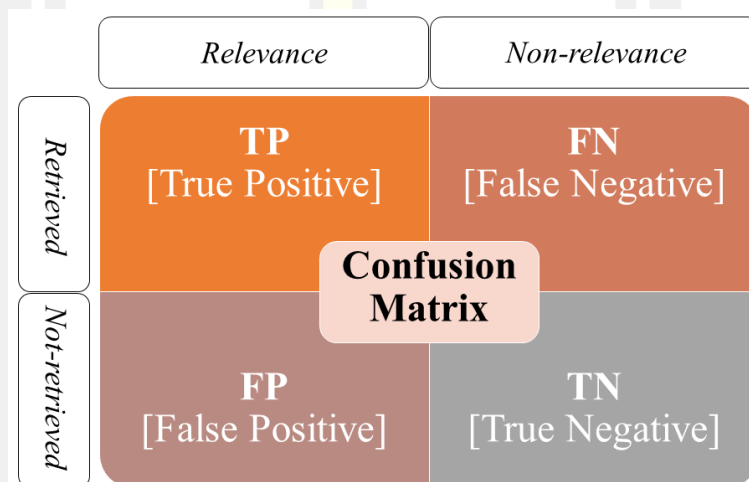 Relevance
Non-relevance
Retrieved
TP
[True Positive]
FN
[False Negative]
Confusion
Matrix
Not-retrieved
FP
[False Positive]
TN
[True Negative]